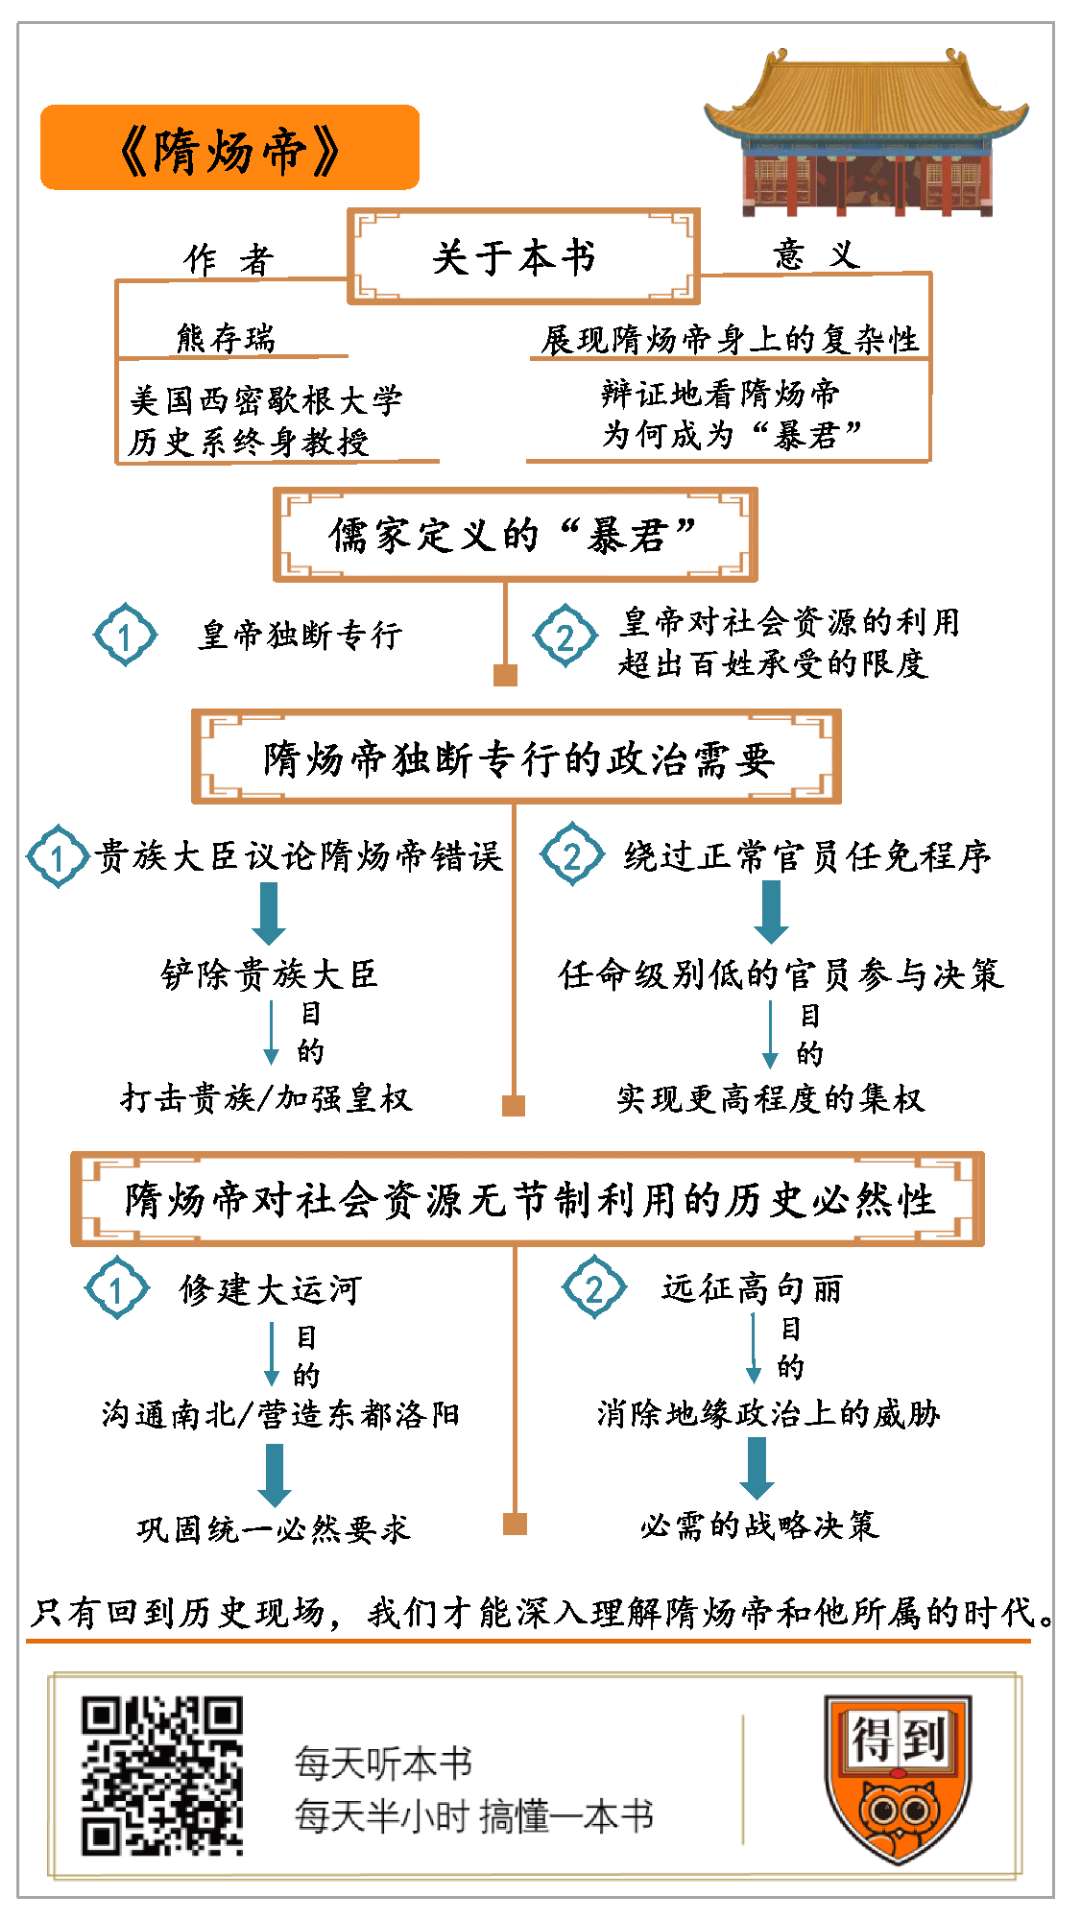 《隋炀帝》
关于本书
作 者
熊存瑞
美国西密歇根大学
历史系终身教授
意 义
展现隋炀帝身上的复杂性
辩证地看隋炀帝
为何成为“暴君”
儒家定义的“暴君”
1
皇帝独断专行
2
皇帝对社会资源的利用
超出百姓承受的限度
隋炀帝独断专行的政治需要
1
贵族大臣议论隋炀帝错误
铲除贵族大臣
目
的
打击贵族/加强皇权
2
绕过正常官员任免程序
任命级别低的官员参与决策
目
的
实现更高程度的集权
隋炀帝对社会资源无节制利用的历史必然性
1
修建大运河
目
的
沟通南北/营造东都洛阳
巩固统一必然要求
2
远征高句丽
目
的
消除地缘政治上的威胁
必需的战略决策
只有回到历史现场，我们才能深入理解隋炀帝和他所属的时代。
每天听本书
每天半小时 搞懂一本书
得到